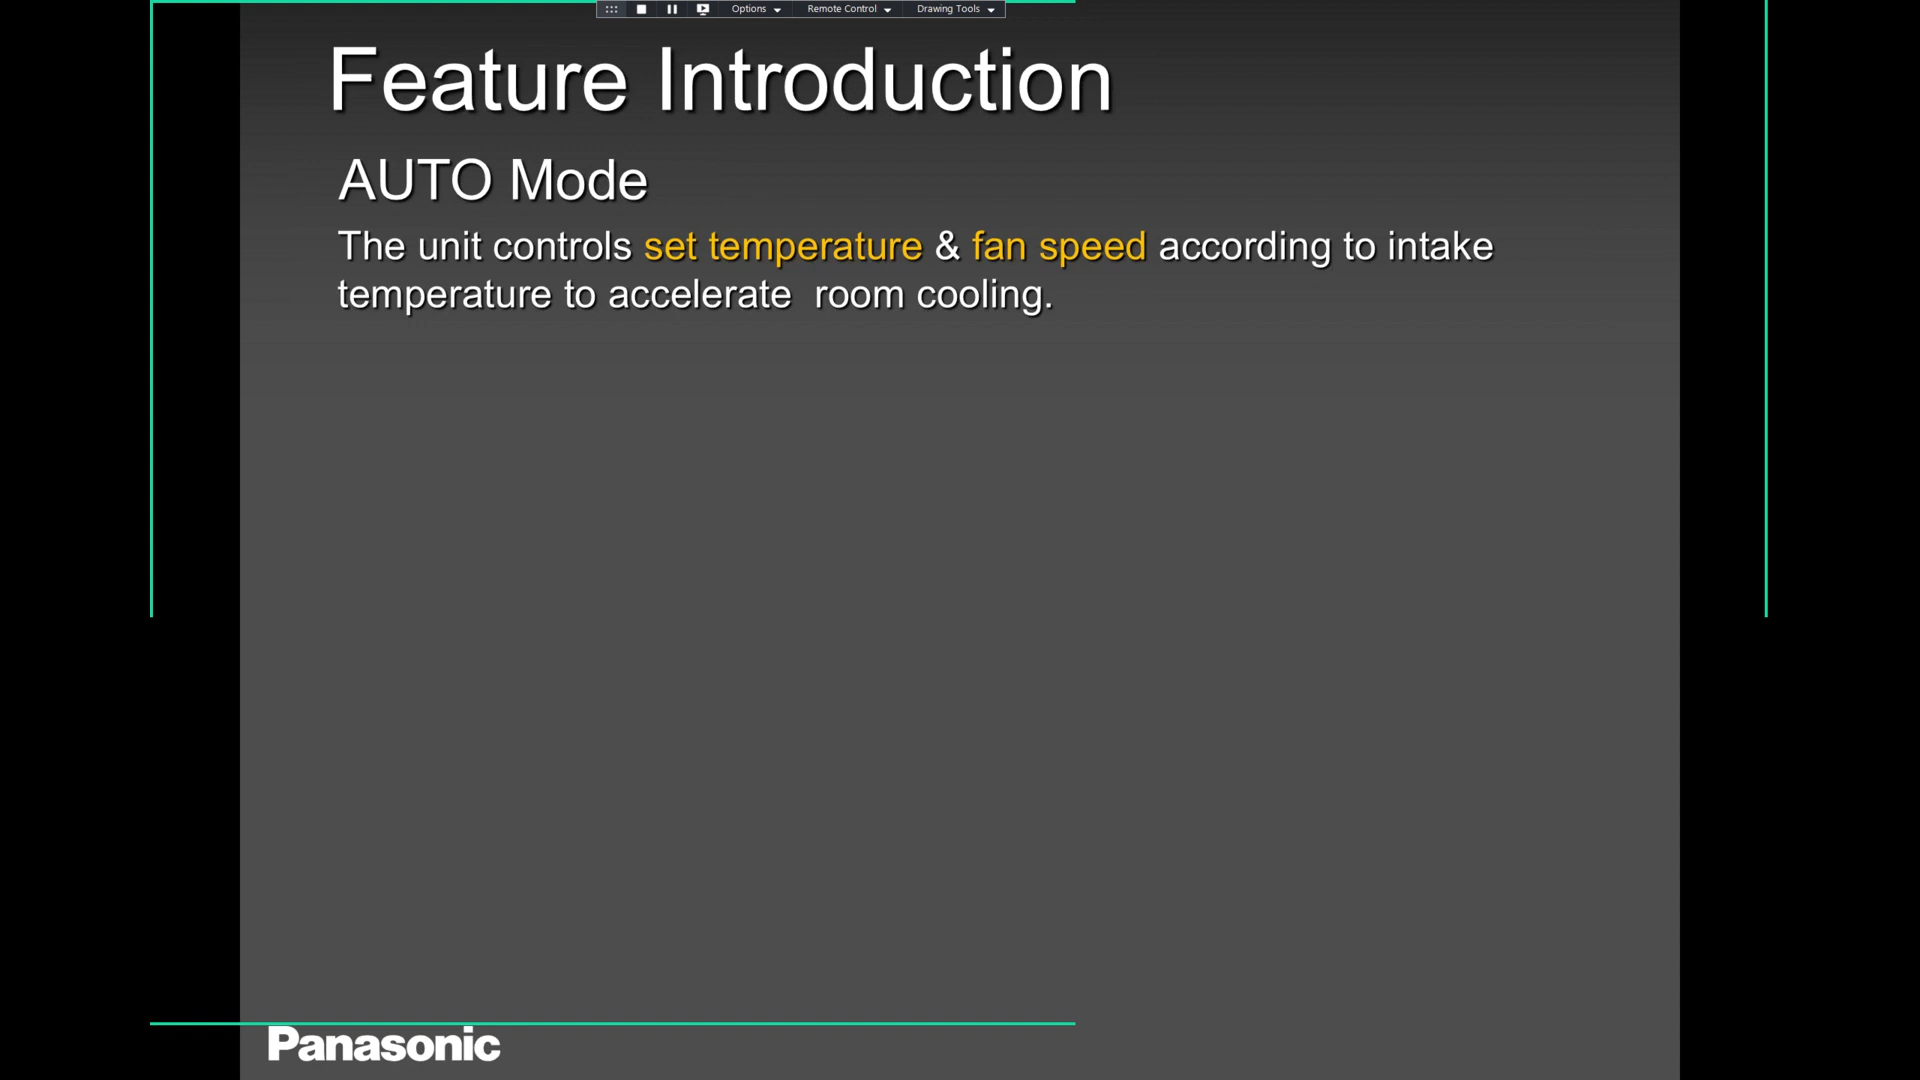 Options
Remote Control
Drawing Tools
Feature Introduction
AUTO Mode
The unit controls set temperature & fan speed according to intake
temperature to accelerate  room cooling.
Panasonic